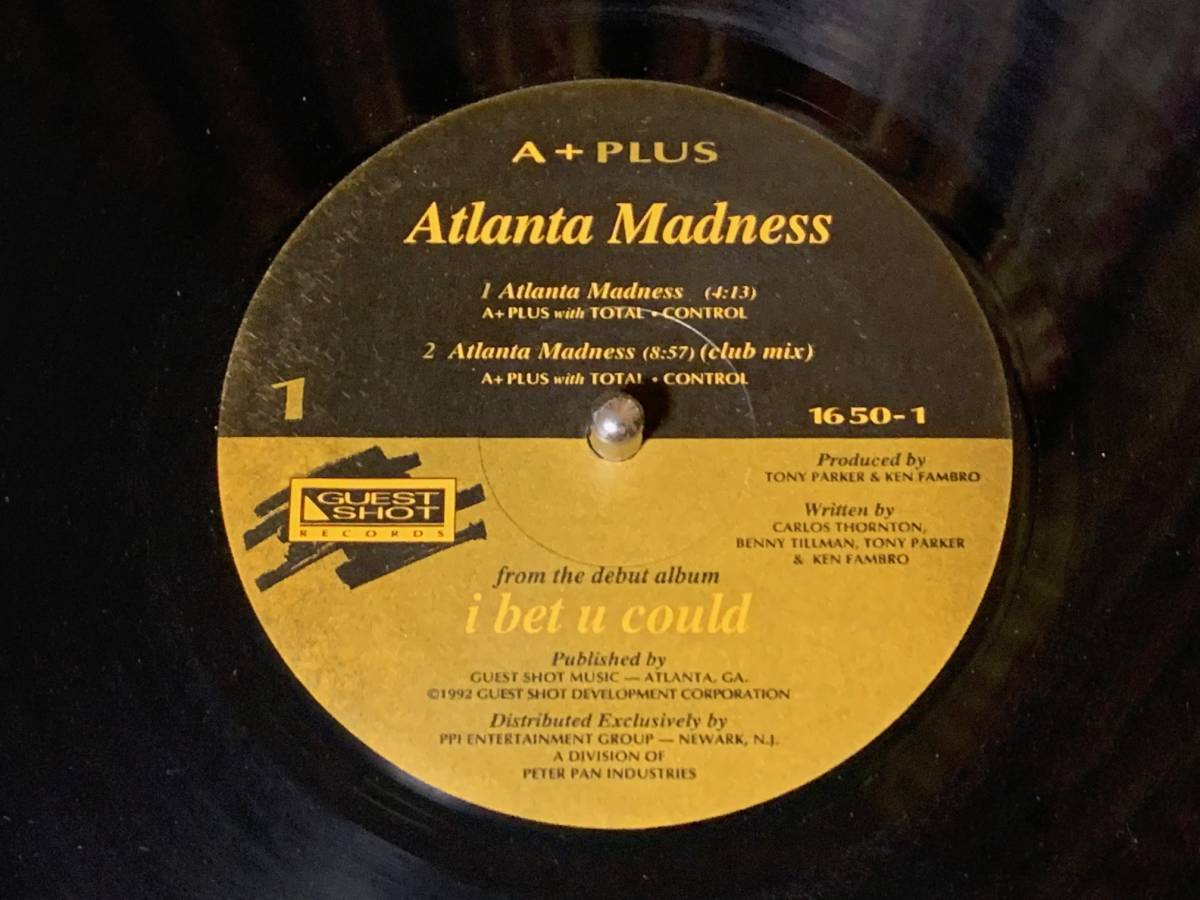 A+PLUS
Atlanta Madness
1 Atlanta Madness (4:13)
A+PLUS with TOTAL • CONTROL
2 Atlanta Madness (8:57) (club mix)
A+PLUS with TOTAL • CONTROL
1
1650-1
GUEST
SHOT
RECORDS
Produced by
TONY PARKER & KEN FAMBRO
Written by
CARLOS THORNTON,
BENNY TILLMAN, TONY PARKER
& KEN FAMBRO
from the debut album
i bet u could
Published by
GUEST SHOT MUSIC — ATLANTA, GA.
©1992 GUEST SHOT DEVELOPMENT CORPORATION
Distributed Exclusively by
PPI ENTERTAINMENT GROUP — NEWARK, N.J.
A DIVISION OF
PETER PAN INDUSTRIES